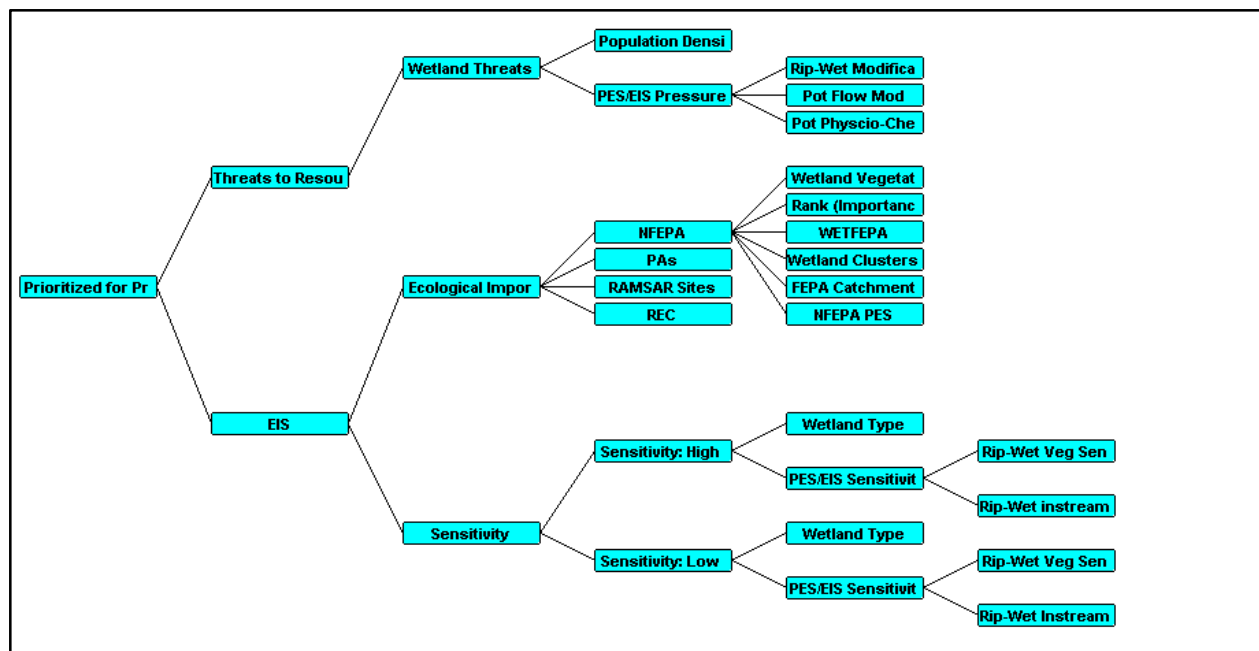 Population Densi
Wetland Threats
Rip-Wet Modifica
PES/EIS Pressure
Pot Flow Mod
Pot Physcio-Che
Threats to Resou
Wetland Vegetat
Rank (Importanc
NFEPA
WETFEPA
PAs
Wetland Clusters
Prioritized for Pr
Ecological Impor
RAMSAR Sites
FEPA Catchment
REC
NFEPA PES
EIS
Wetland Type
Sensitivity: High
Rip-Wet Veg Sen
PES/EIS Sensitivit
Rip-Wet instream
Sensitivity
Wetland Type
Sensitivity: Low
Rip-Wet Veg Sen
PES/EIS Sensitivit
Rip-Wet Instream